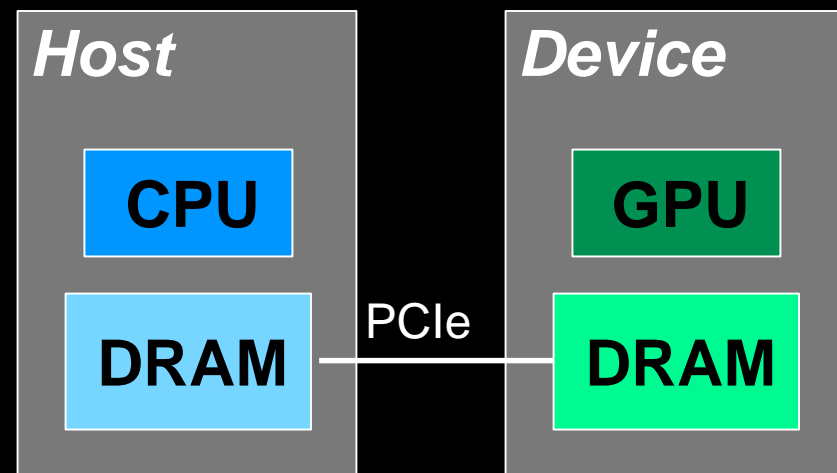 Host
CPU
DRAM
PCIe
Device
GPU
DRAM